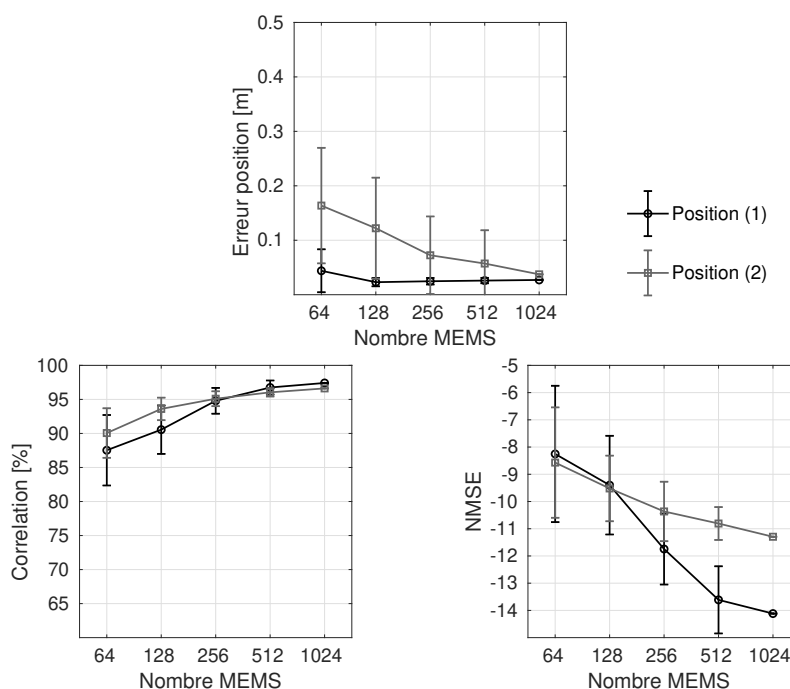 0.5
0.4
0.3
0.2
0.1
Erreur position [m]
64 128 256 512 1024
Nombre MEMS
Position (1)
Position (2)
100
95
90
85
80
75
70
65
Correlation [%]
64 128 256 512 1024
Nombre MEMS
-5
-6
-7
-8
-9
-10
-11
-12
-13
-14
NMSE
64 128 256 512 1024
Nombre MEMS